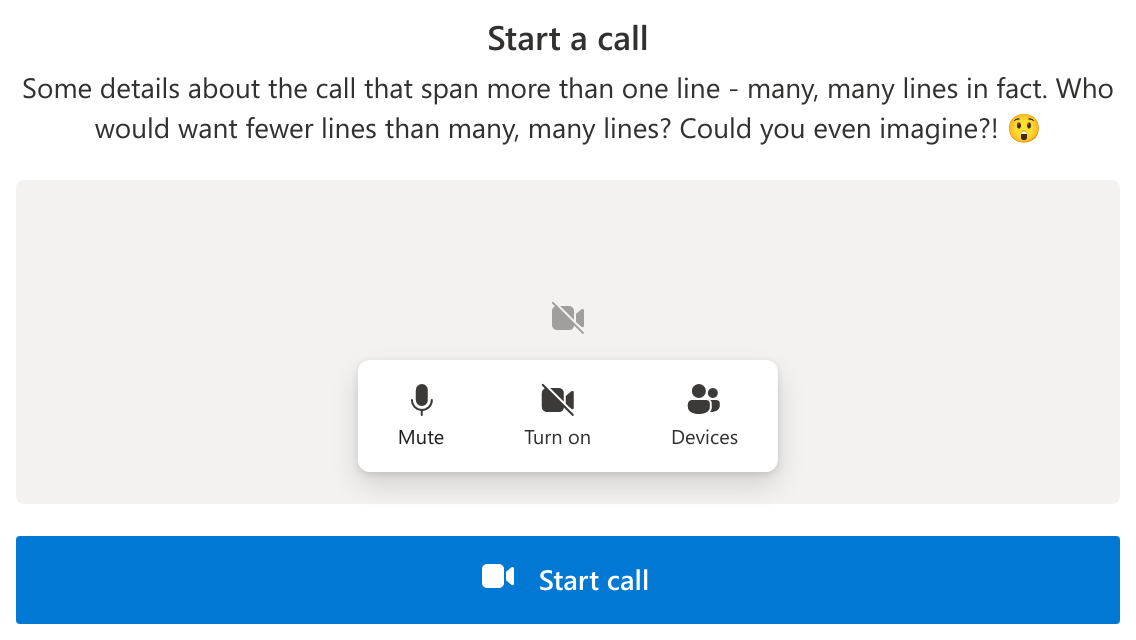 Start a call
Some details about the call that span more than one line - many, many lines in fact. Who
would want fewer lines than many, many lines? Could you even imagine?! 😲
Mute
Turn on
Devices
Start call